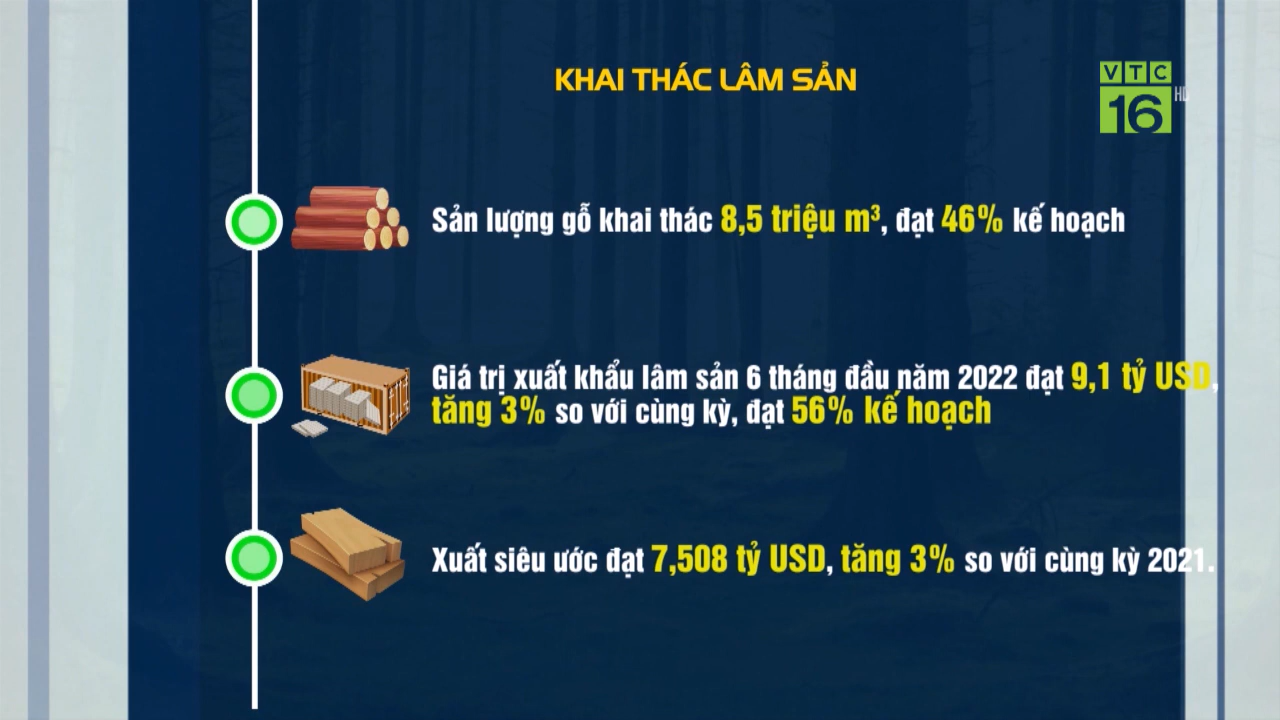 KHAI THÁC LÂM SẢN
VTC
16
HD
Sản lượng gỗ khai thác 8,5 triệu m³, đạt 46% kế hoạch
Giá trị xuất khẩu lâm sản 6 tháng đầu năm 2022 đạt 9,1 tỷ USD,
tăng 3% so với cùng kỳ, đạt 56% kế hoạch
Xuất siêu ước đạt 7,508 tỷ USD, tăng 3% so với cùng kỳ 2021.